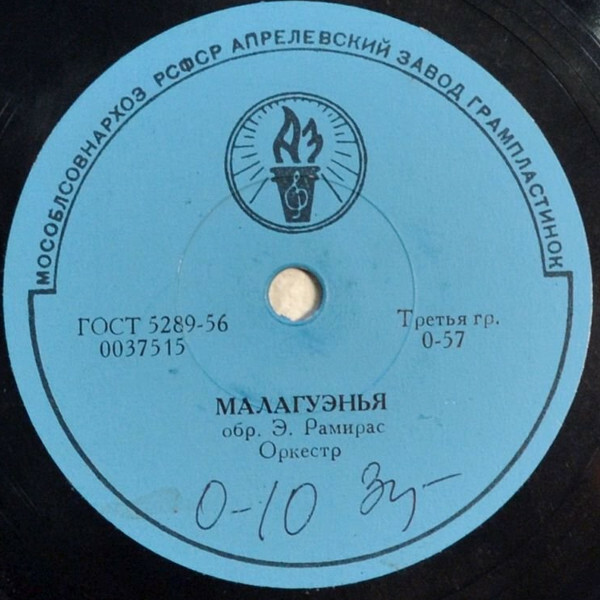 МОСОБЛСОВНАРХОЗ РСФСР АПРЕЛЕВСКИЙ ЗАВОД ГРАМПЛАСТИНОК
АЗ
ГОСТ 5289-56
0037515
Третья гр.
0-57
МАЛАГУЭНЬЯ
обр. Э. Рамирас
Оркестр
0-10